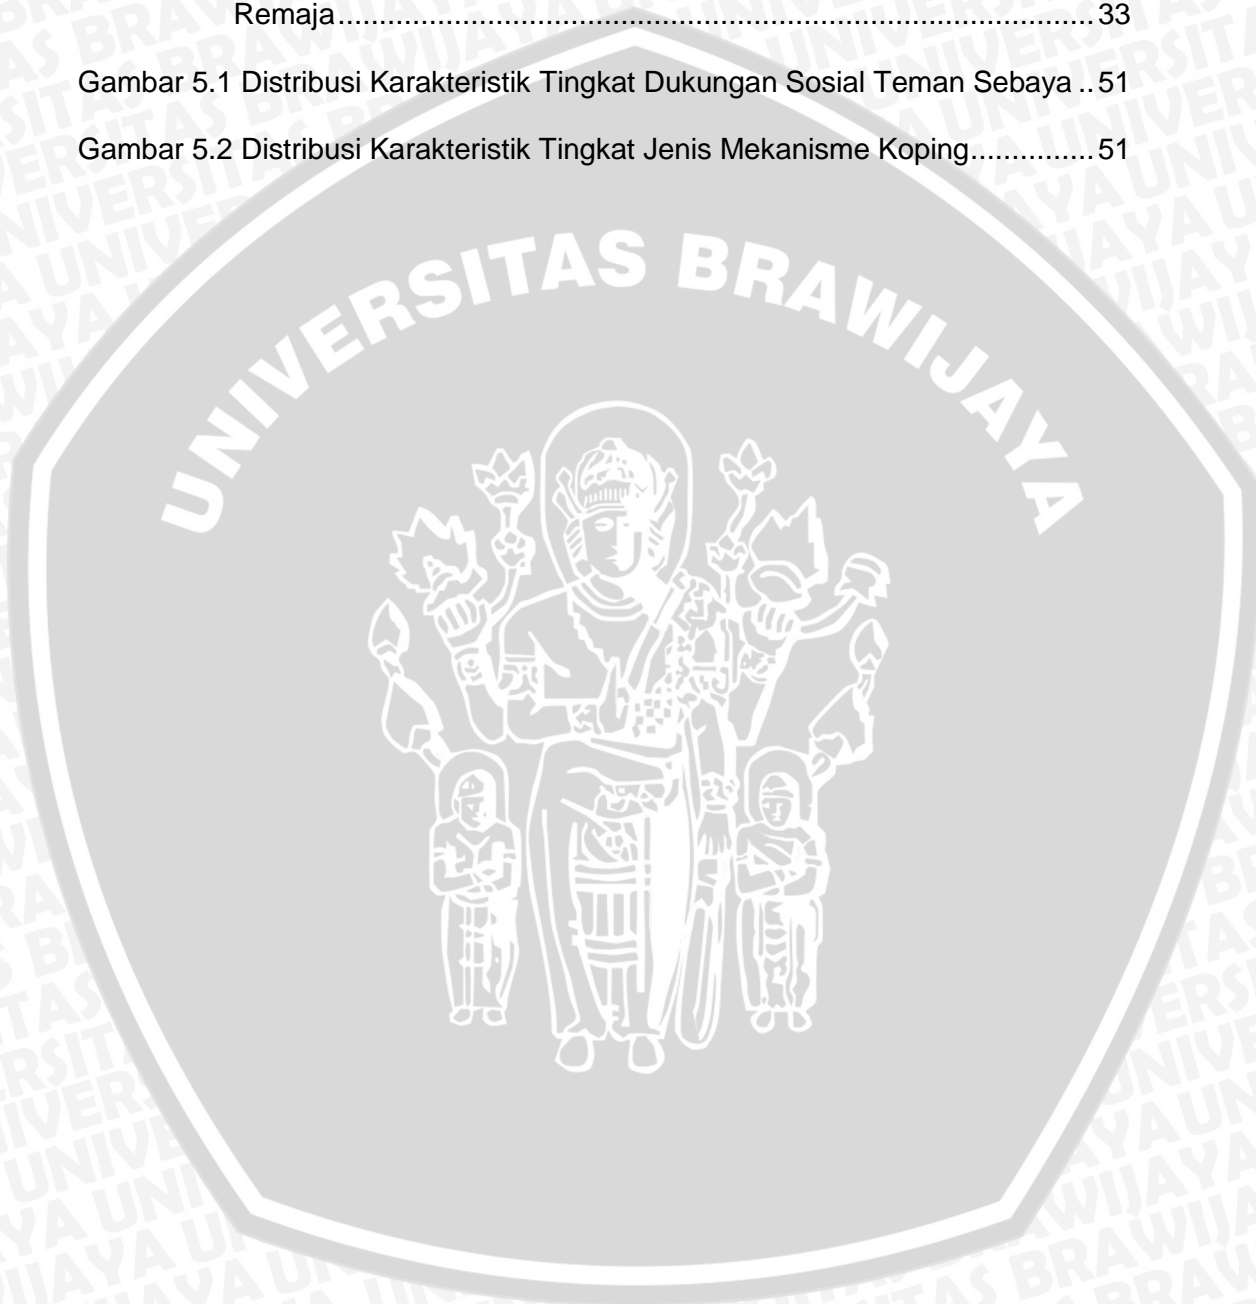 Remaja............................................................................................33
Gambar 5.1 Distribusi Karakteristik Tingkat Dukungan Sosial Teman Sebaya ..51
Gambar 5.2 Distribusi Karakteristik Tingkat Jenis Mekanisme Koping...............51
UNIVERSITAS BRAWIJAYA